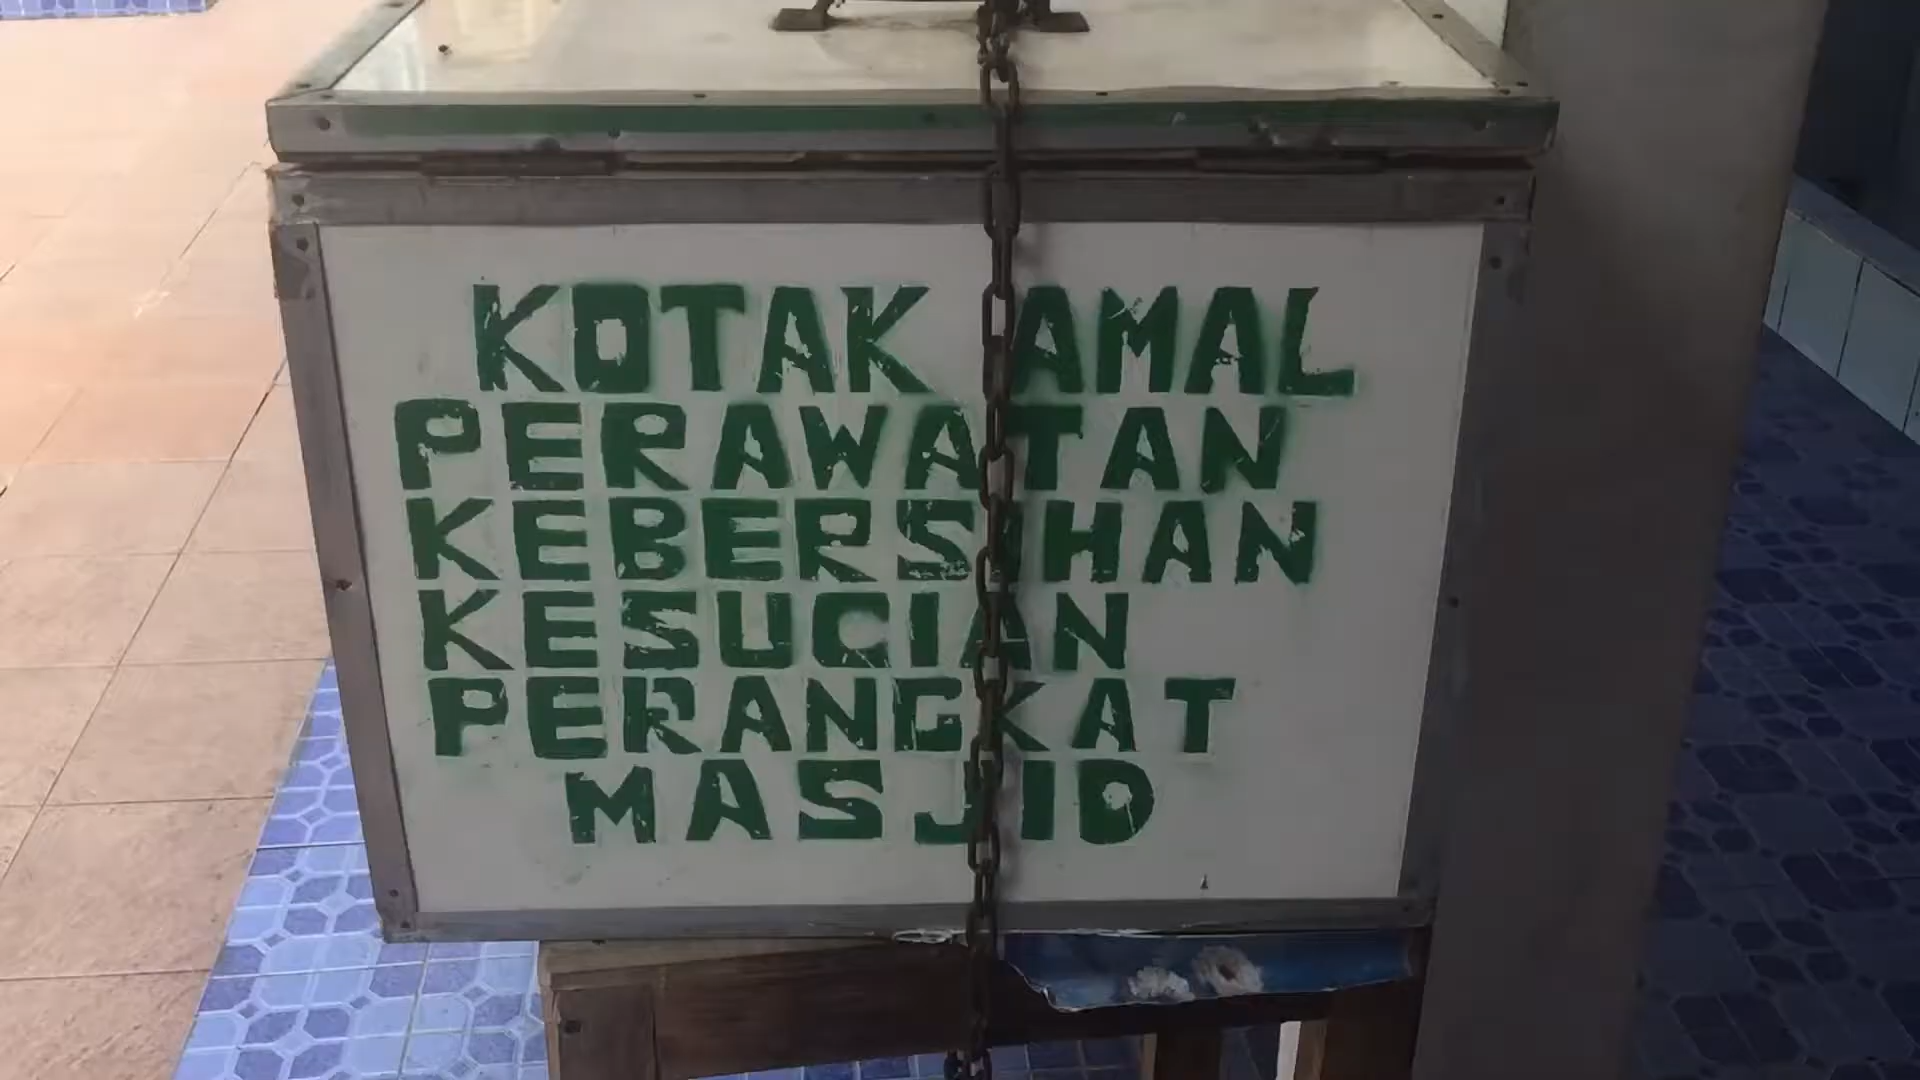 KOTAK AMAL
PERAWATAN
KEBERSIHAN
KESUCIAN
PERANGKAT
MASJID